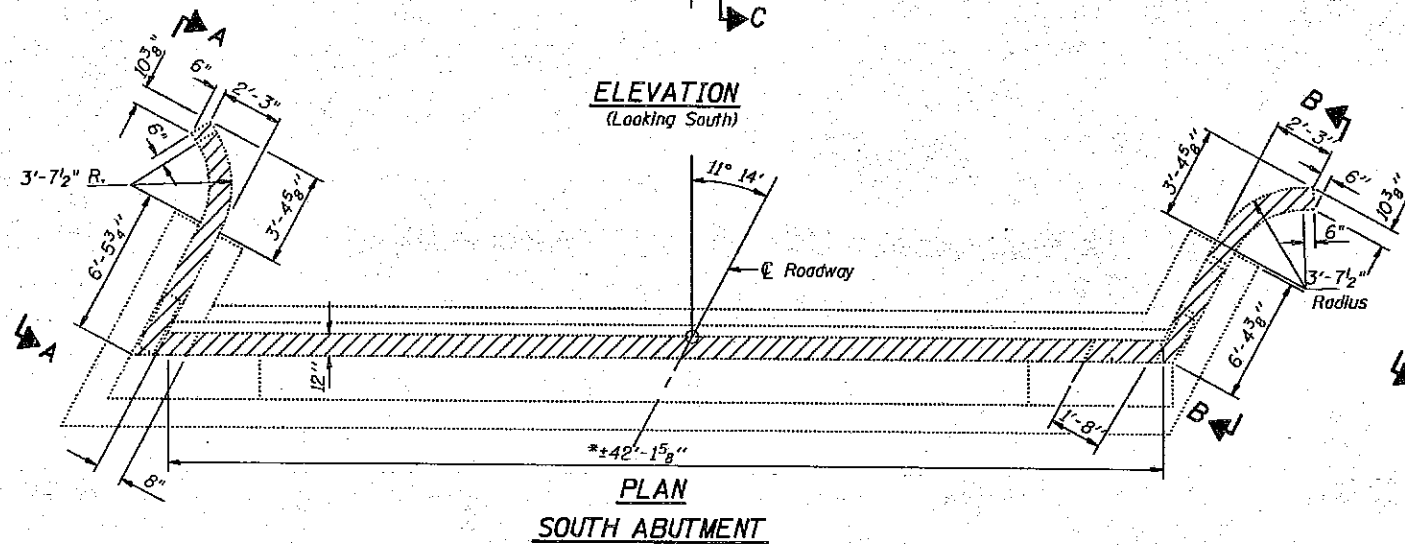 C
A
10⅜"
6"
2'-3"
ELEVATION
(Looking South)
B
2'-3"
6"
3'-7½" R.
3'-4⅝"
11° 14'
3'-4⅝"
6"
10⅜"
6'-5¾"
℄ Roadway
6"
3'-7½"
Radius
A
12"
6'-4⅜"
1'-8"
B
*±42'-1⅝"
8"
PLAN
SOUTH ABUTMENT